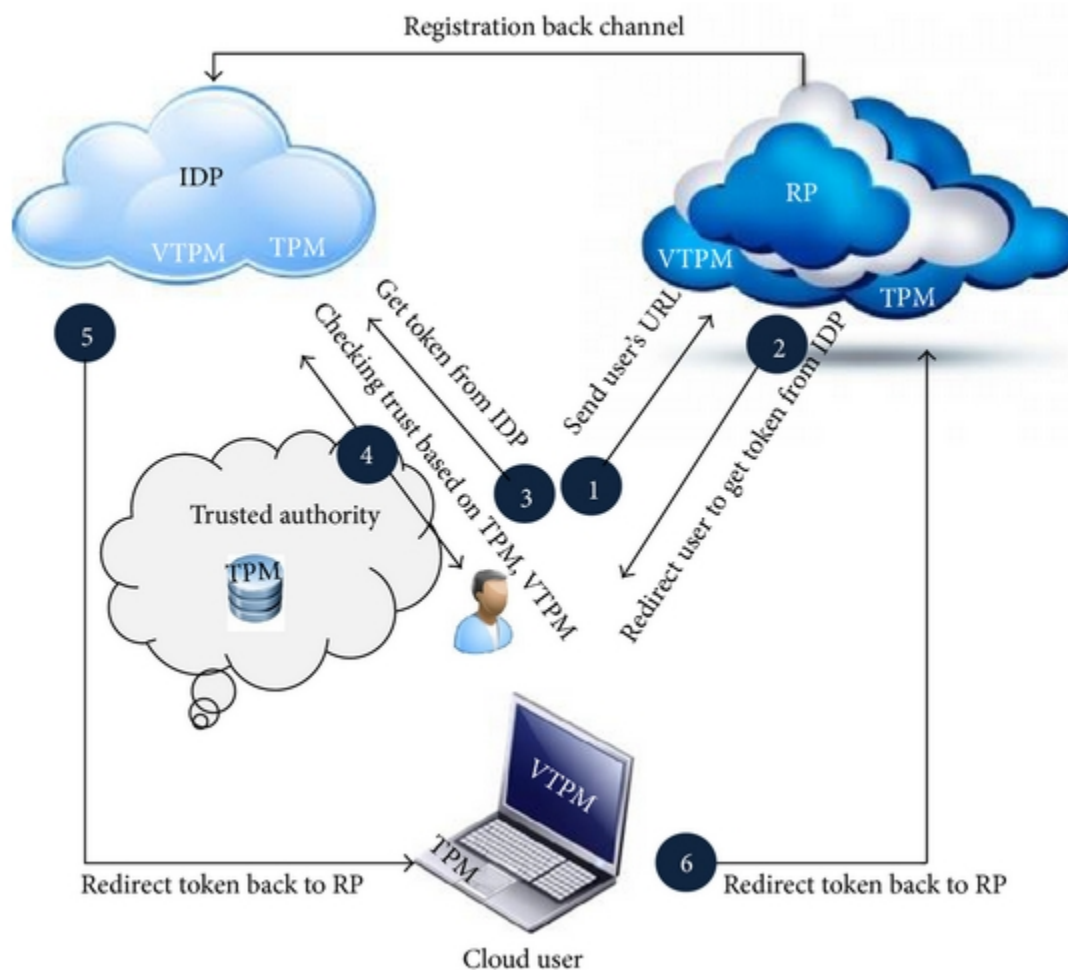 Registration back channel
IDP
VTPM
TPM
RP
VTPM
TPM
5
Get token from IDP
Checking trust based on TPM, VTPM
Send user's URL
2
Redirect user to get token from IDP
4
3
1
Trusted authority
TPM
VTPM
TPM
6
Redirect token back to RP
Redirect token back to RP
Cloud user